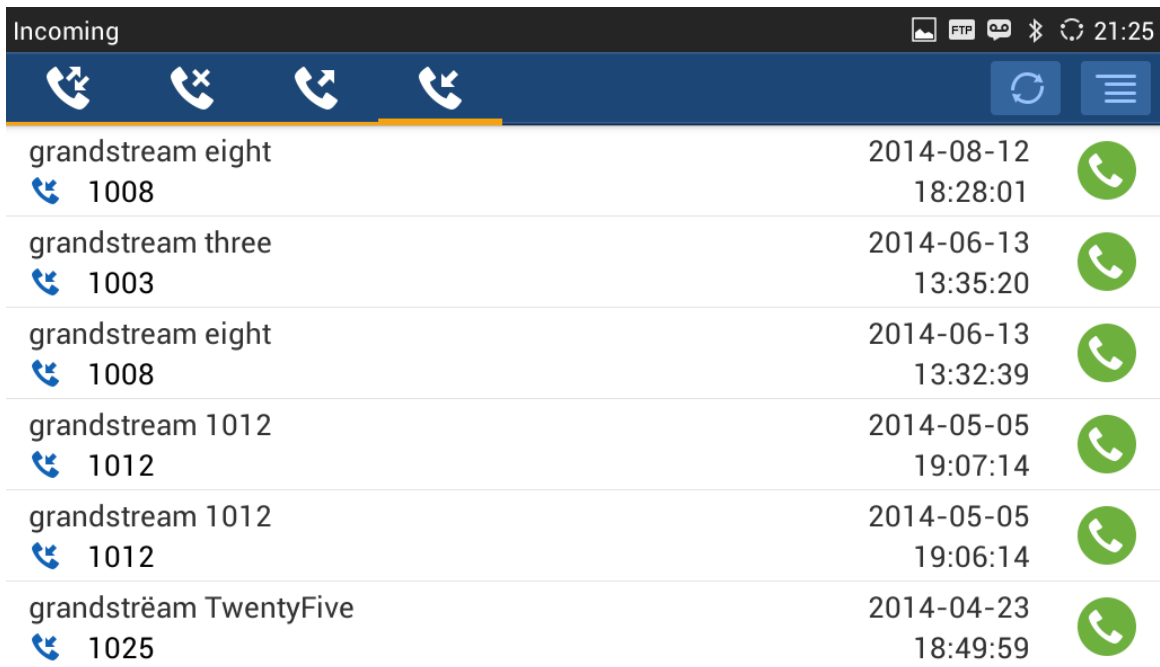 Incoming FTP 21:25
grandstream eight 2014-08-12
1008 18:28:01
grandstream three 2014-06-13
1003 13:35:20
grandstream eight 2014-06-13
1008 13:32:39
grandstream 1012 2014-05-05
1012 19:07:14
grandstream 1012 2014-05-05
1012 19:06:14
grandstrëam TwentyFive 2014-04-23
1025 18:49:59